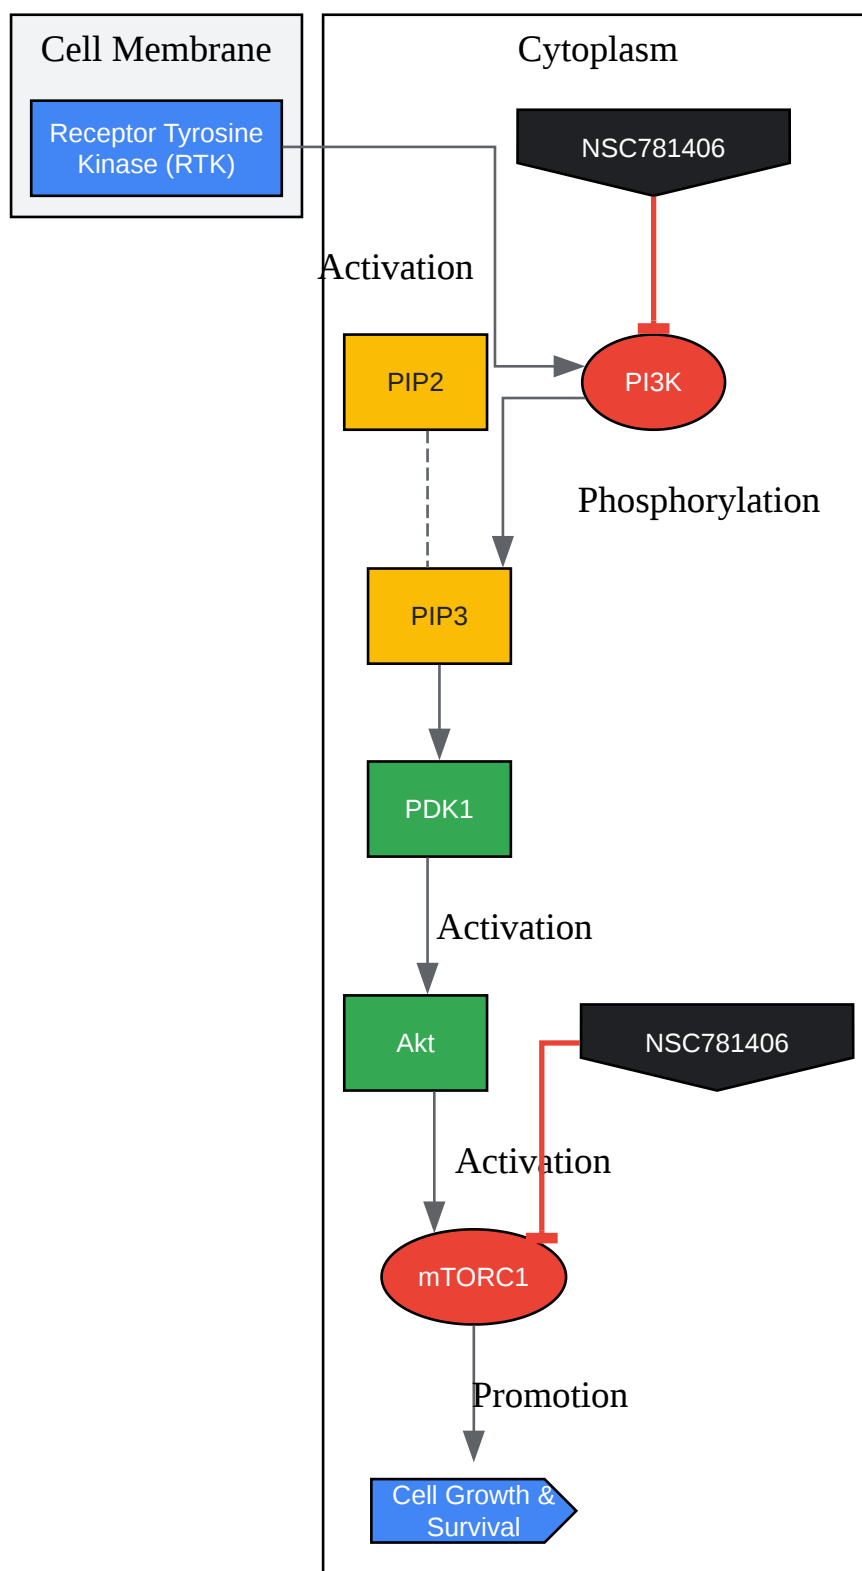 Cell Membrane
Cytoplasm
Receptor Tyrosine
Kinase (RTK)
NSC781406
Activation
PIP2
PI3K
Phosphorylation
PIP3
PDK1
Activation
Akt
NSC781406
Activation
mTORC1
Promotion
Cell Growth &
Survival